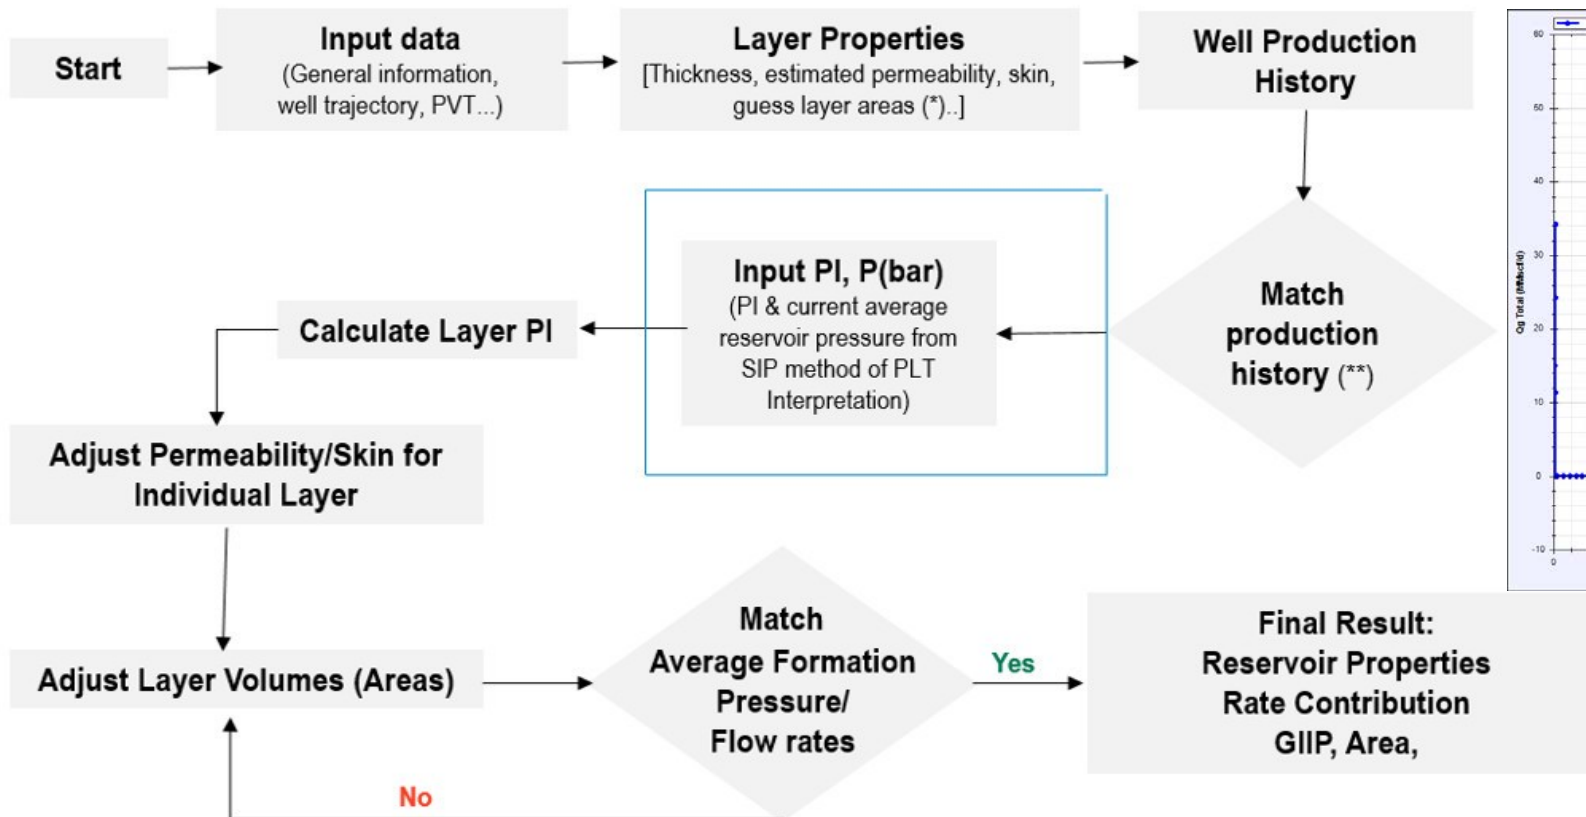 Start
Input data
(General information,
well trajectory, PVT...)
Layer Properties
[Thickness, estimated permeability, skin,
guess layer areas (*)..]
Well Production
History
Match
production
history (**)
Input PI, P(bar)
(PI & current average
reservoir pressure from
SIP method of PLT
Interpretation)
Calculate Layer PI
Adjust Permeability/Skin for
Individual Layer
Adjust Layer Volumes (Areas)
Match
Average Formation
Pressure/
Flow rates
Yes
No
Final Result:
Reservoir Properties
Rate Contribution
GIIP, Area,
60
50
40
30
20
10
0
-10
0
Qg Total (MMscf/d)